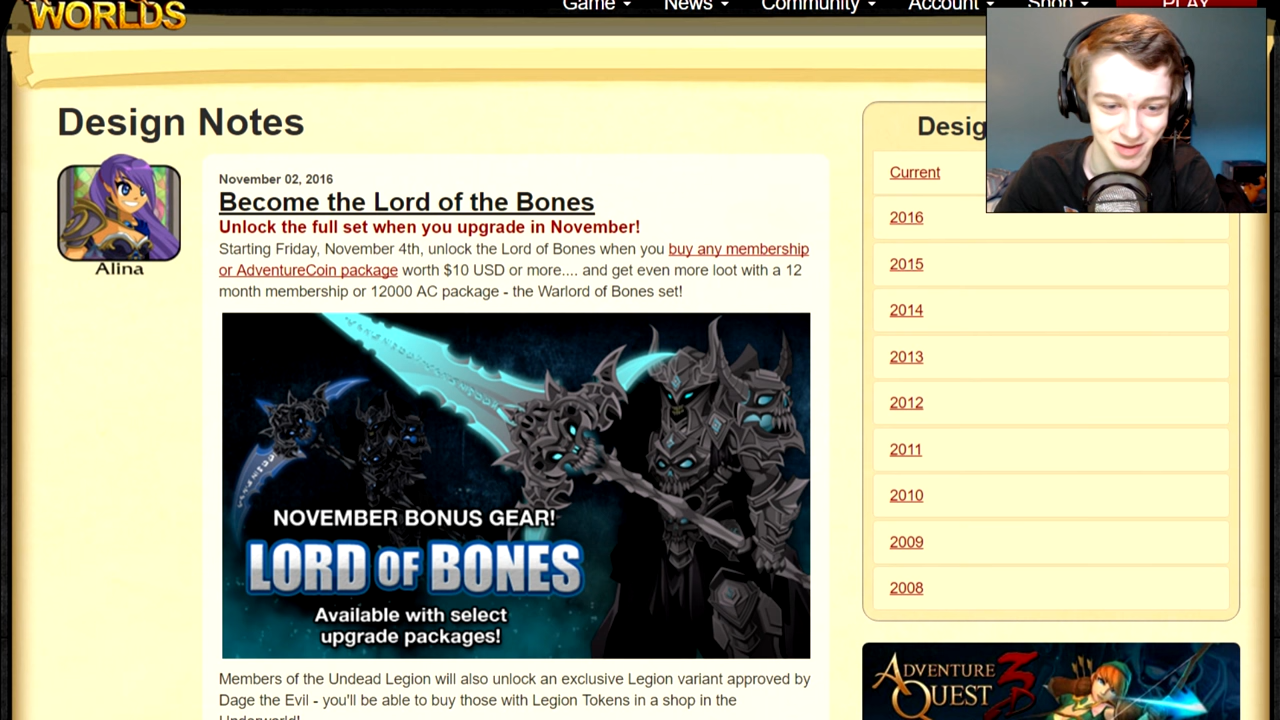 WORLDS
Game
News
Community
Account
Shop
PLAY
Design Notes
Alina
November 02, 2016
Become the Lord of the Bones
Unlock the full set when you upgrade in November!
Starting Friday, November 4th, unlock the Lord of Bones when you buy any membership
or AdventureCoin package worth $10 USD or more.... and get even more loot with a 12
month membership or 12000 AC package - the Warlord of Bones set!
NOVEMBER BONUS GEAR!
LORD OF BONES
Available with select
upgrade packages!
Members of the Undead Legion will also unlock an exclusive Legion variant approved by
Dage the Evil - you'll be able to buy those with Legion Tokens in a shop in the
Underworld!
Desig
Current
2016
2015
2014
2013
2012
2011
2010
2009
2008
ADVENTURE
QUEST 3D